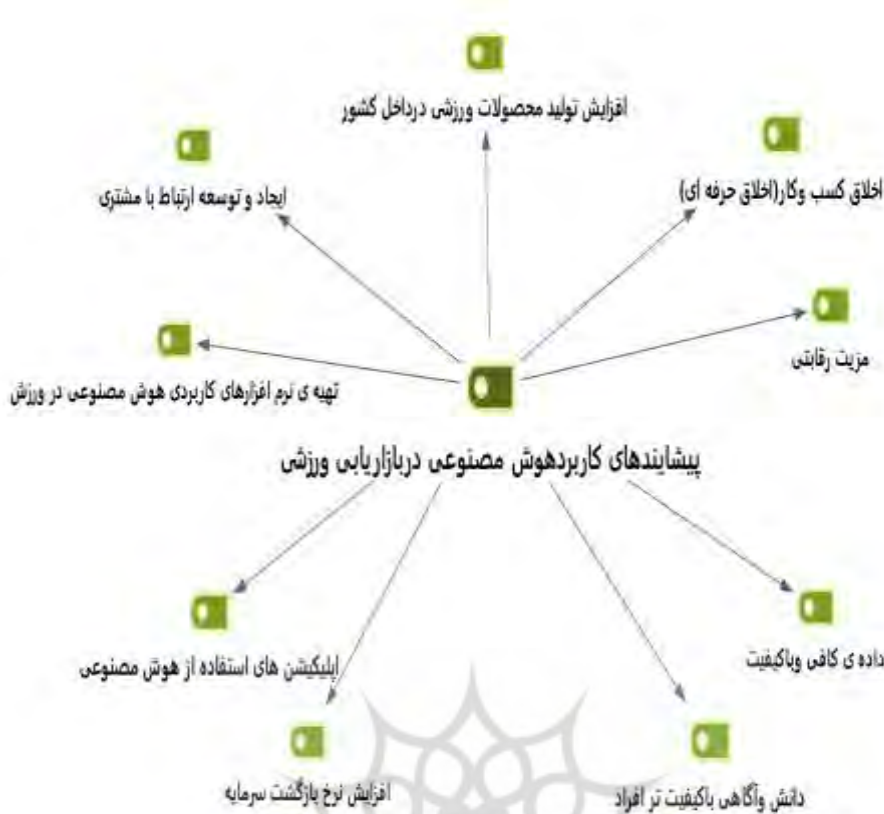 افزایش تولید محصولات ورزشی درداخل کشور
اخلاق کسب وکار(اخلاق حرفه ای)
ایجاد و توسعه ارتباط با مشتری
مزیت رقابتی
تهیه ی نرم افزارهای کاربردی هوش مصنوعی در ورزش
پیشایندهای کاربردهوش مصنوعی دربازاریابی ورزشی
داده ی کافی وباکیفیت
اپلیکیشن های استفاده از هوش مصنوعی
دانش وآگاهی باکیفیت تر افراد
افزایش نرخ بازگشت سرمایه